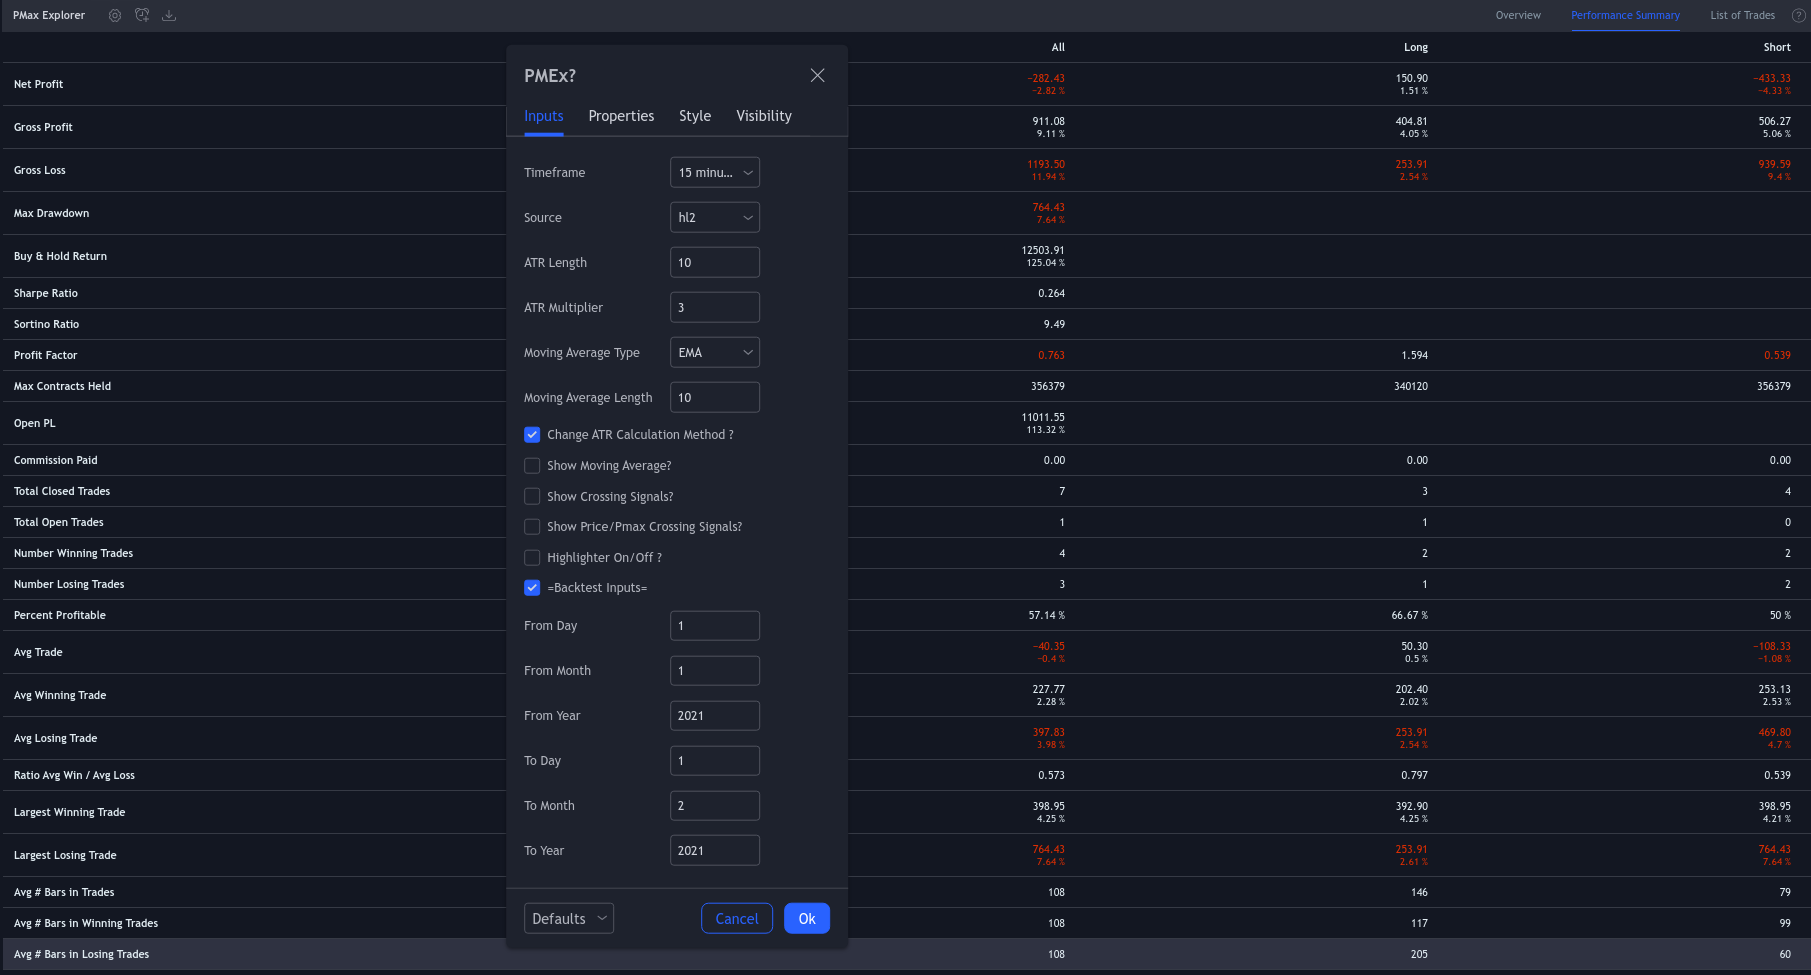 PMax Explorer
Overview Performance Summary List of Trades ?
All Long Short
Net Profit −282.43 150.90 −433.33
−2.82 % 1.51 % −4.33 %
Gross Profit 911.08 404.81 506.27
9.11 % 4.05 % 5.06 %
Gross Loss 1193.50 253.91 939.59
11.94 % 2.54 % 9.4 %
Max Drawdown 764.43
7.64 %
Buy & Hold Return 12503.91
125.04 %
Sharpe Ratio 0.264
Sortino Ratio 9.49
Profit Factor 0.763 1.594 0.539
Max Contracts Held 356379 340120 356379
Open PL 11011.55
113.32 %
Commission Paid 0.00 0.00 0.00
Total Closed Trades 7 3 4
Total Open Trades 1 1 0
Number Winning Trades 4 2 2
Number Losing Trades 3 1 2
Percent Profitable 57.14 % 66.67 % 50 %
Avg Trade −40.35 50.30 −108.33
−0.4 % 0.5 % −1.08 %
Avg Winning Trade 227.77 202.40 253.13
2.28 % 2.02 % 2.53 %
Avg Losing Trade 397.83 253.91 469.80
3.98 % 2.54 % 4.7 %
Ratio Avg Win / Avg Loss 0.573 0.797 0.539
Largest Winning Trade 398.95 392.90 398.95
4.25 % 4.25 % 4.21 %
Largest Losing Trade 764.43 253.91 764.43
7.64 % 2.61 % 7.64 %
Avg # Bars in Trades 108 146 79
Avg # Bars in Winning Trades 108 117 99
Avg # Bars in Losing Trades 108 205 60
PMEx?
Inputs Properties Style Visibility
Timeframe 15 minu...
Source hl2
ATR Length 10
ATR Multiplier 3
Moving Average Type EMA
Moving Average Length 10
Change ATR Calculation Method ?
Show Moving Average?
Show Crossing Signals?
Show Price/Pmax Crossing Signals?
Highlighter On/Off ?
=Backtest Inputs=
From Day 1
From Month 1
From Year 2021
To Day 1
To Month 2
To Year 2021
Defaults Cancel Ok